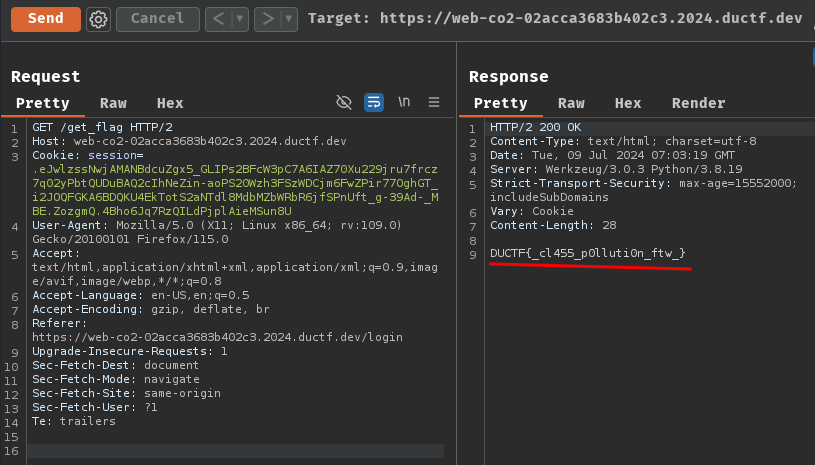 Send Cancel < > Target: https://web-co2-02acca3683b402c3.2024.ductf.dev
Request
Pretty Raw Hex \n
1 GET /get_flag HTTP/2
2 Host: web-co2-02acca3683b402c3.2024.ductf.dev
3 Cookie: session=
.eJwlzssNwjAMANBdcuZgx5_GLIPs2BFcW3pC7A6IAZ70Xu229jru7frcz
7q02yPbtQUDuBAQ2cIhNeZin-aoPS20Wzh3FSzWDCjm6FwZPir77OghGT_
i2JOQFGKA6BDQKU4EkTotS2aNTdl8MdbMZbWRbR6jfSPnUft_g-39Ad-_M
BE.ZozgmQ.4Bho6Jq7RzQILdPjplAieMSun8U
4 User-Agent: Mozilla/5.0 (X11; Linux x86_64; rv:109.0)
Gecko/20100101 Firefox/115.0
5 Accept:
text/html,application/xhtml+xml,application/xml;q=0.9,imag
e/avif,image/webp,*/*;q=0.8
6 Accept-Language: en-US,en;q=0.5
7 Accept-Encoding: gzip, deflate, br
8 Referer:
https://web-co2-02acca3683b402c3.2024.ductf.dev/login
9 Upgrade-Insecure-Requests: 1
10 Sec-Fetch-Dest: document
11 Sec-Fetch-Mode: navigate
12 Sec-Fetch-Site: same-origin
13 Sec-Fetch-User: ?1
14 Te: trailers
15
16
Response
Pretty Raw Hex Render
1 HTTP/2 200 OK
2 Content-Type: text/html; charset=utf-8
3 Date: Tue, 09 Jul 2024 07:03:19 GMT
4 Server: Werkzeug/3.0.3 Python/3.8.19
5 Strict-Transport-Security: max-age=15552000;
includeSubDomains
6 Vary: Cookie
7 Content-Length: 28
8
9 DUCTF{_cl455_p0lluti0n_ftw_}